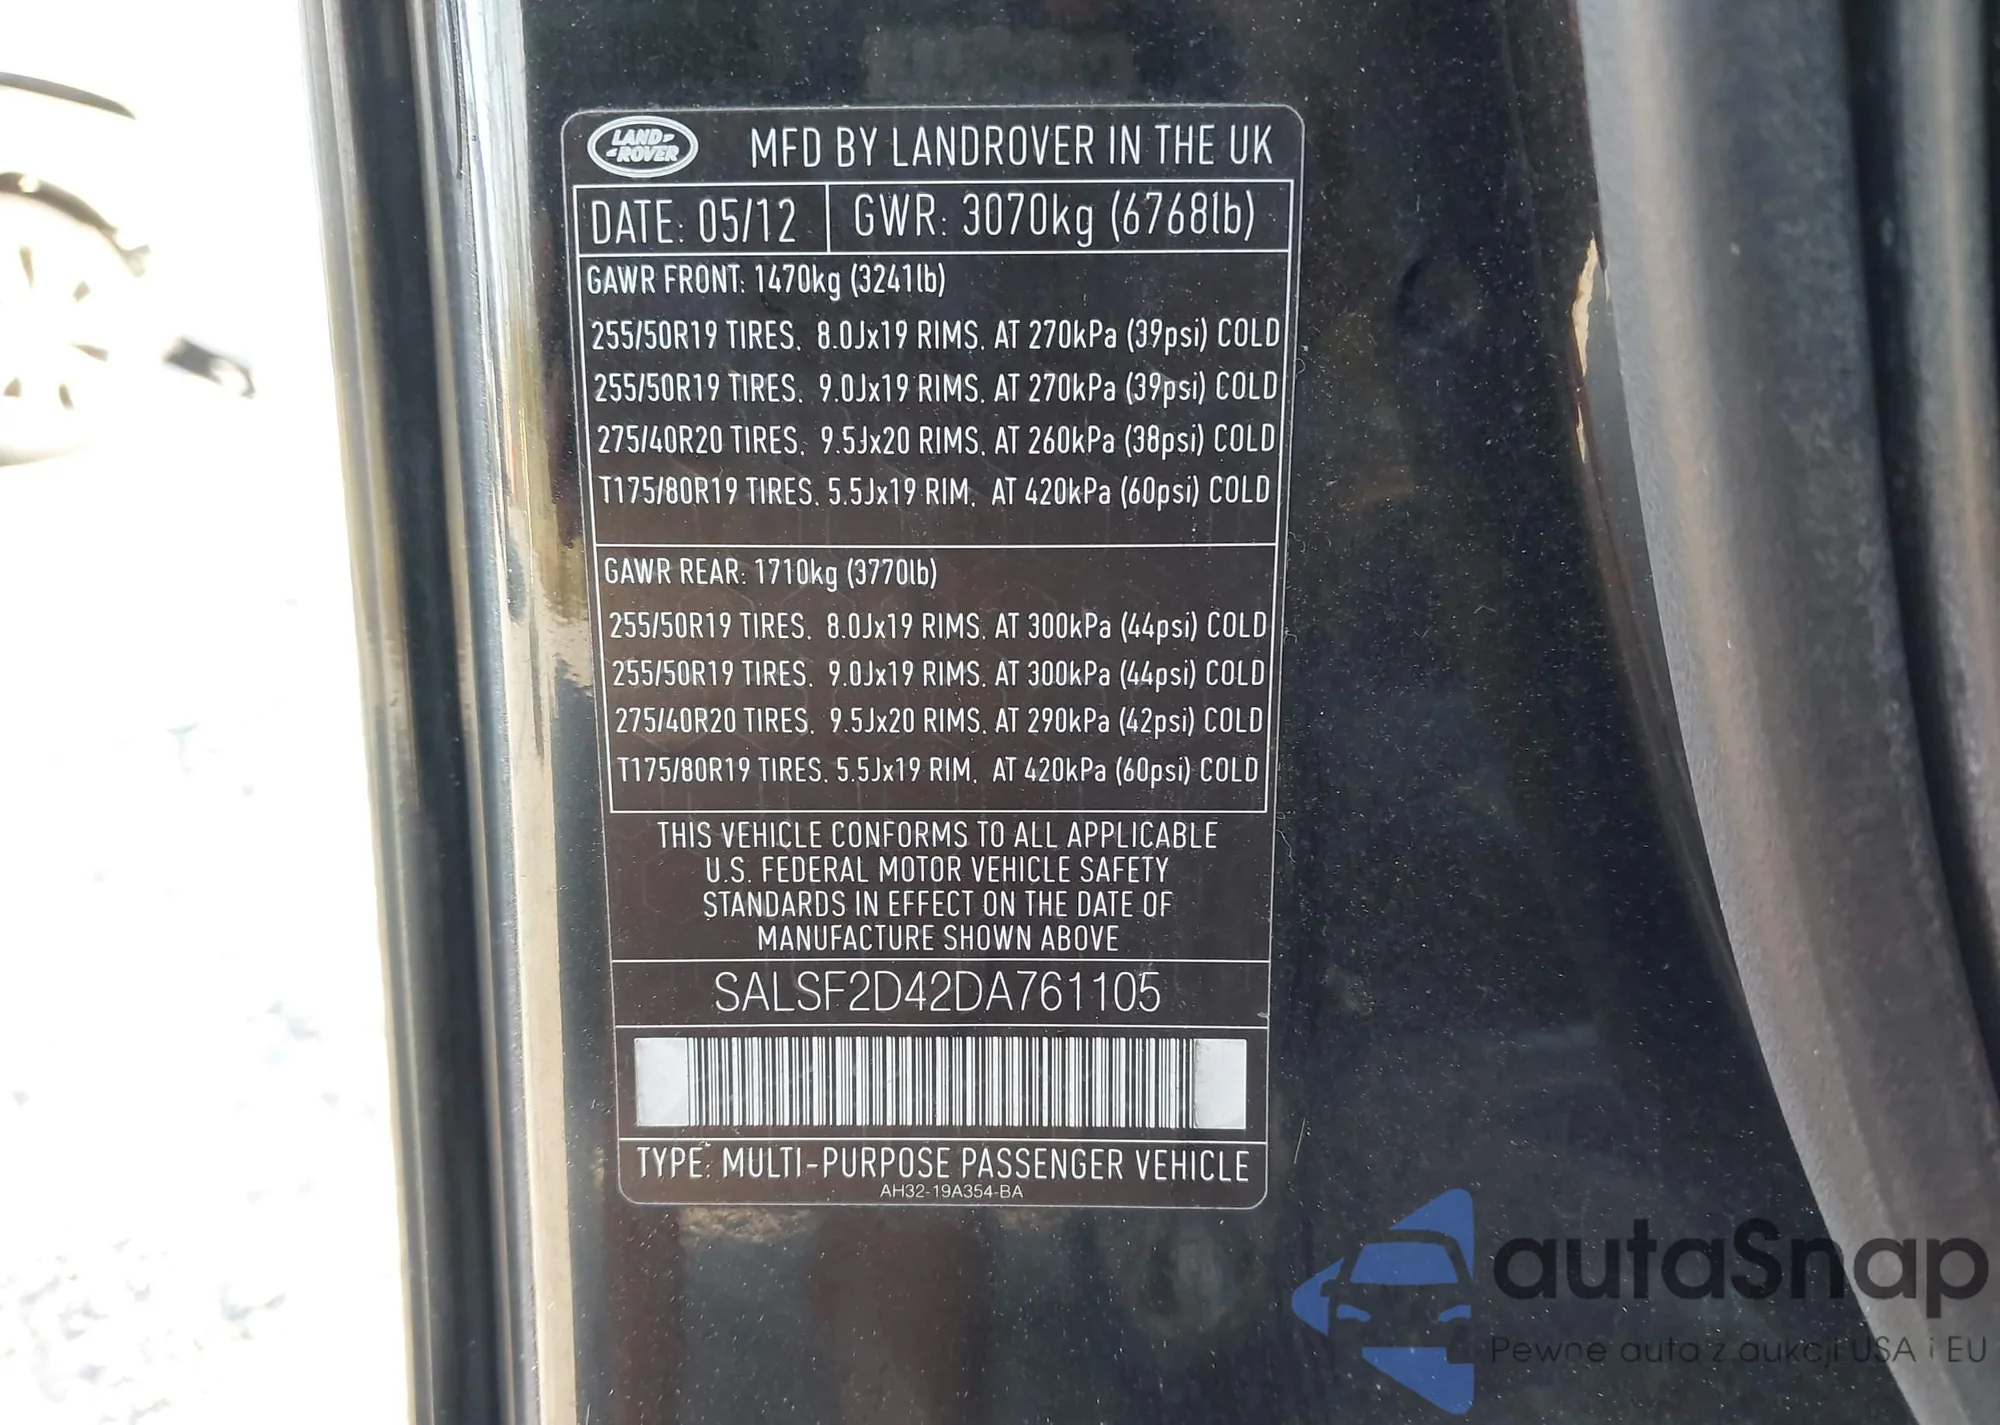 LAND-
-ROVER
MFD BY LANDROVER IN THE UK
DATE: 05/12
GWR: 3070kg (6768lb)
GAWR FRONT: 1470kg (3241lb)
255/50R19 TIRES. 8.0Jx19 RIMS. AT 270kPa (39psi) COLD
255/50R19 TIRES. 9.0Jx19 RIMS. AT 270kPa (39psi) COLD
275/40R20 TIRES. 9.5Jx20 RIMS. AT 260kPa (38psi) COLD
T175/80R19 TIRES. 5.5Jx19 RIM. AT 420kPa (60psi) COLD
GAWR REAR: 1710kg (3770lb)
255/50R19 TIRES. 8.0Jx19 RIMS. AT 300kPa (44psi) COLD
255/50R19 TIRES. 9.0Jx19 RIMS. AT 300kPa (44psi) COLD
275/40R20 TIRES. 9.5Jx20 RIMS. AT 290kPa (42psi) COLD
T175/80R19 TIRES. 5.5Jx19 RIM. AT 420kPa (60psi) COLD
THIS VEHICLE CONFORMS TO ALL APPLICABLE
U.S. FEDERAL MOTOR VEHICLE SAFETY
STANDARDS IN EFFECT ON THE DATE OF
MANUFACTURE SHOWN ABOVE
SALSF2D42DA761105
TYPE: MULTI-PURPOSE PASSENGER VEHICLE
AH32-19A354-BA
autaSnap
Pewne auta z aukcji USA i EU